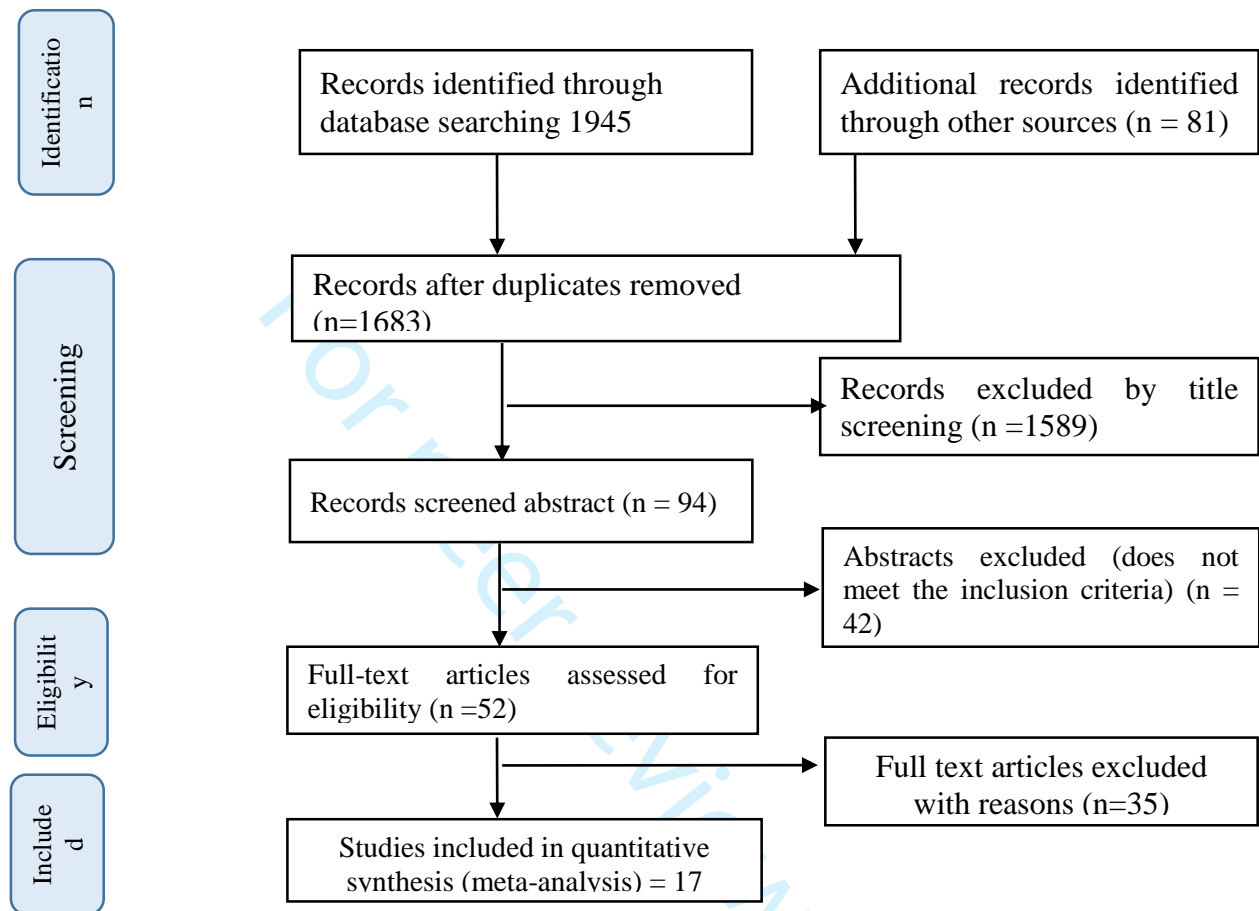 Identificatio
n
Records identified through
database searching 1945
Additional records identified
through other sources (n = 81)
Screening
Records after duplicates removed
(n=1683)
Records excluded by title
screening (n =1589)
Records screened abstract (n = 94)
Abstracts excluded (does not
meet the inclusion criteria) (n =
42)
Eligibilit
y
Full-text articles assessed for
eligibility (n =52)
Full text articles excluded
with reasons (n=35)
Include
d
Studies included in quantitative
synthesis (meta-analysis) = 17